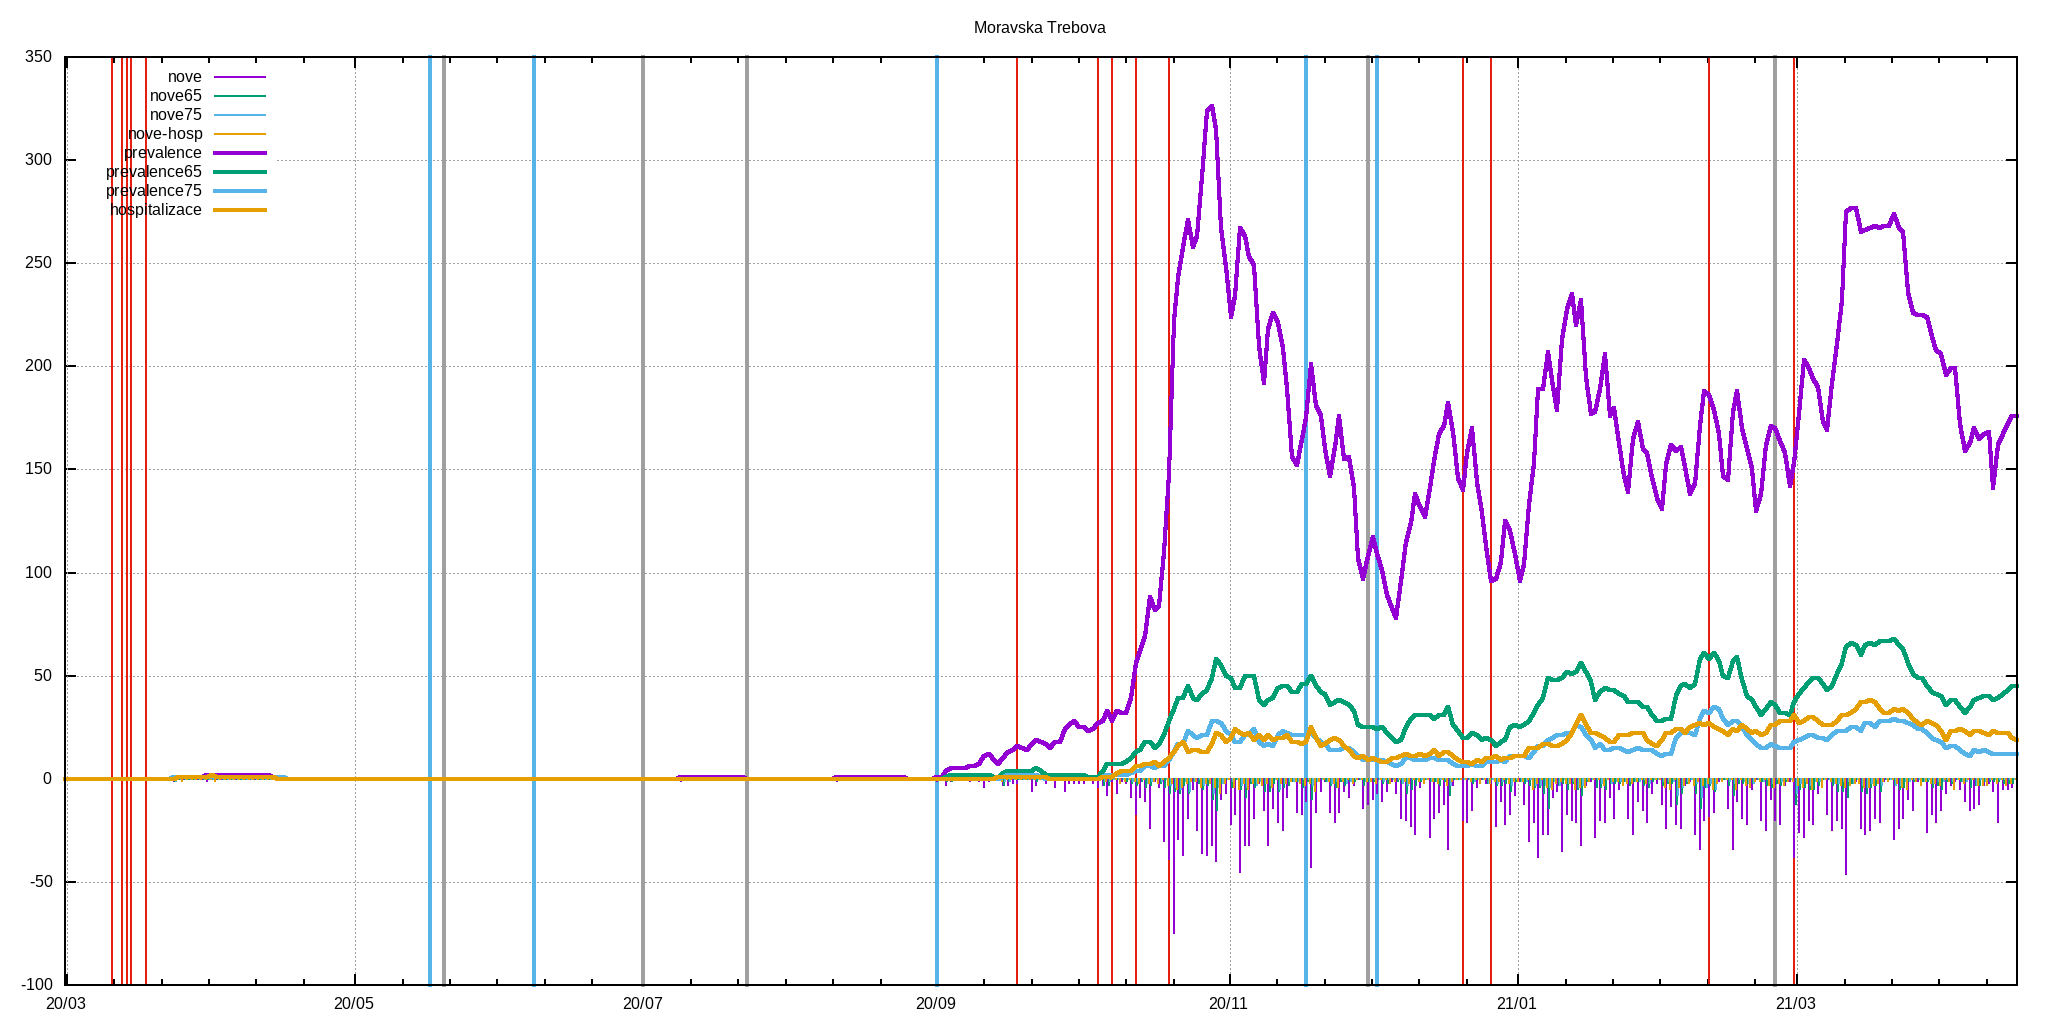 Moravska Trebova
350
300
250
200
150
100
50
0
-50
-100
nove
nove65
nove75
nove-hosp
prevalence
prevalence65
prevalence75
hospitalizace
20/03 20/05 20/07 20/09 20/11 21/01 21/03